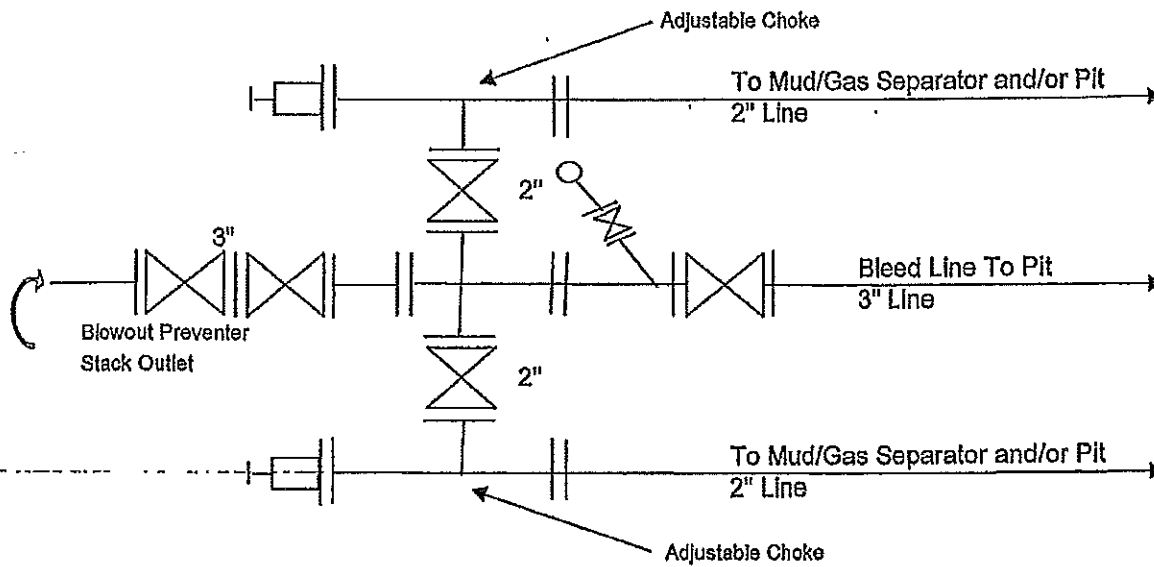 Adjustable Choke
To Mud/Gas Separator and/or Pit
2" Line
2"
3"
Bleed Line To Pit
3" Line
Blowout Preventer
Stack Outlet
2"
To Mud/Gas Separator and/or Pit
2" Line
Adjustable Choke